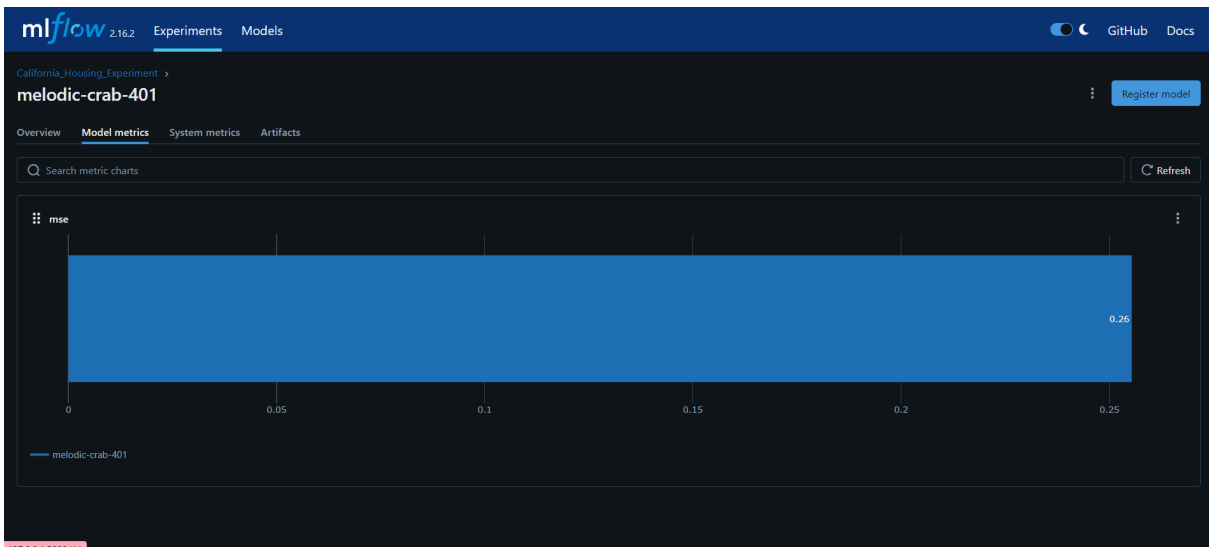 mlflow 2.16.2 Experiments Models GitHub Docs
California_Housing_Experiment ›
melodic-crab-401
Register model
Overview Model metrics System metrics Artifacts
Search metric charts
Refresh
mse
0.26
0 0.05 0.1 0.15 0.2 0.25
melodic-crab-401